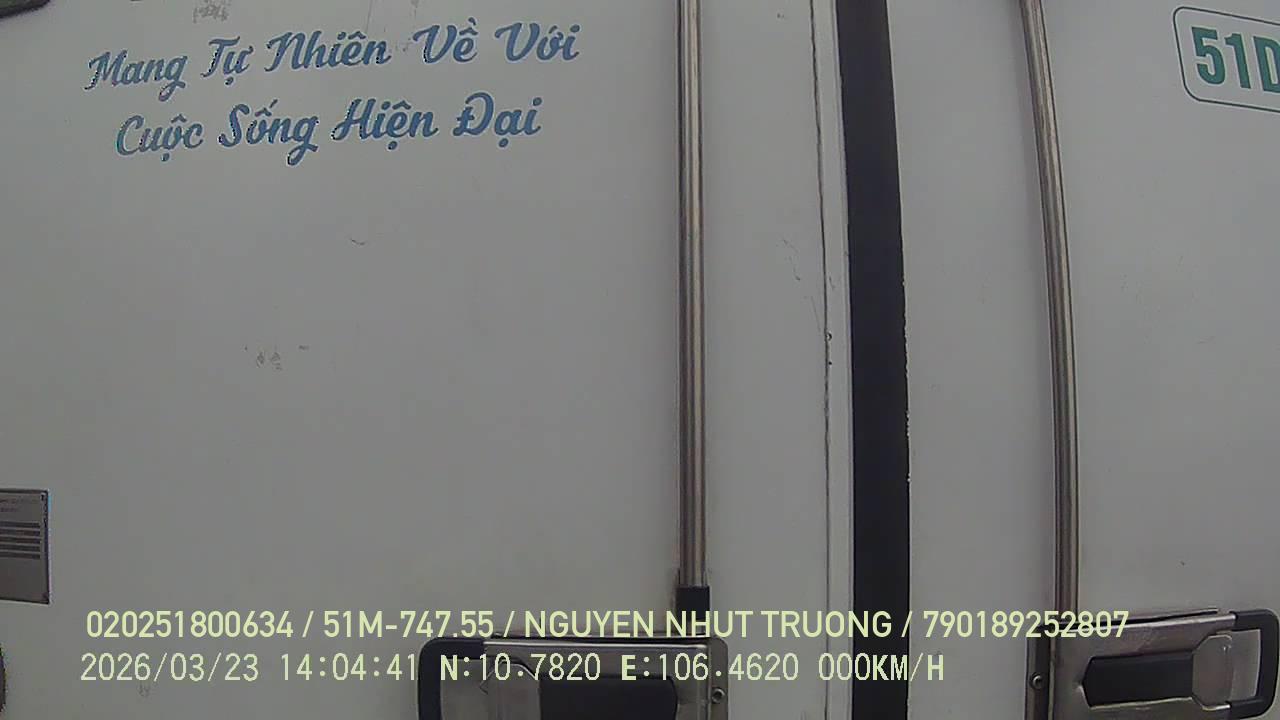 Mang Tự Nhiên Về Với
Cuộc Sống Hiện Đại
51D
020251800634 / 51M-747.55 / NGUYEN NHUT TRUONG / 790189252807
2026/03/23 14:04:41 N:10.7820 E:106.4620 000KM/H